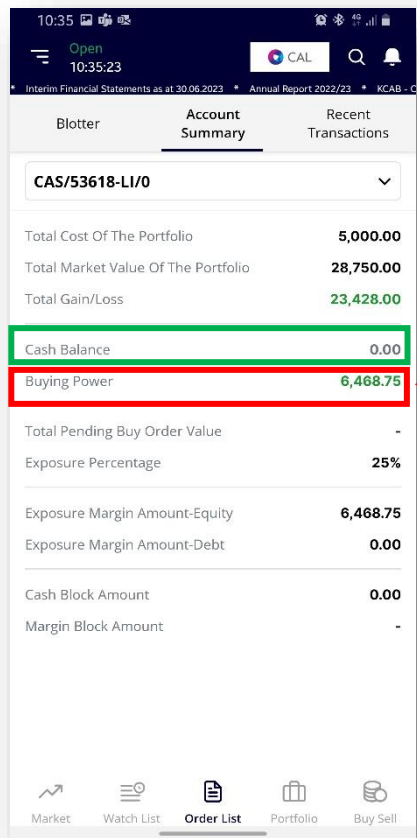 10:35
Open
10:35:23
CAL
* Interim Financial Statements as at 30.06.2023 * Annual Report 2022/23 * KCAB - C
Blotter
Account Summary
Recent Transactions
CAS/53618-LI/0
Total Cost Of The Portfolio 5,000.00
Total Market Value Of The Portfolio 28,750.00
Total Gain/Loss 23,428.00
Cash Balance 0.00
Buying Power 6,468.75
Total Pending Buy Order Value -
Exposure Percentage 25%
Exposure Margin Amount-Equity 6,468.75
Exposure Margin Amount-Debt 0.00
Cash Block Amount 0.00
Margin Block Amount -
Market Watch List Order List Portfolio Buy Sell